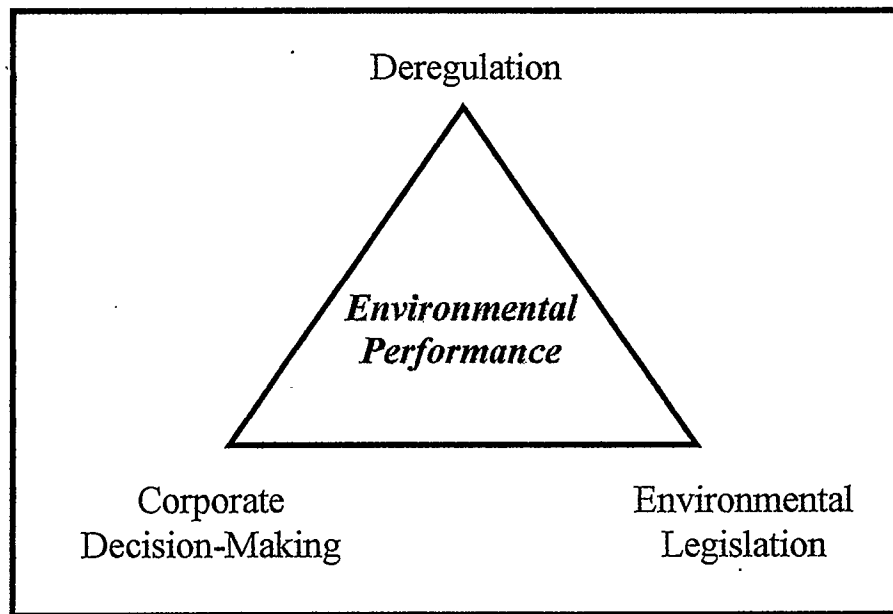 Deregulation
Environmental
Performance
Corporate
Decision-Making
Environmental
Legislation